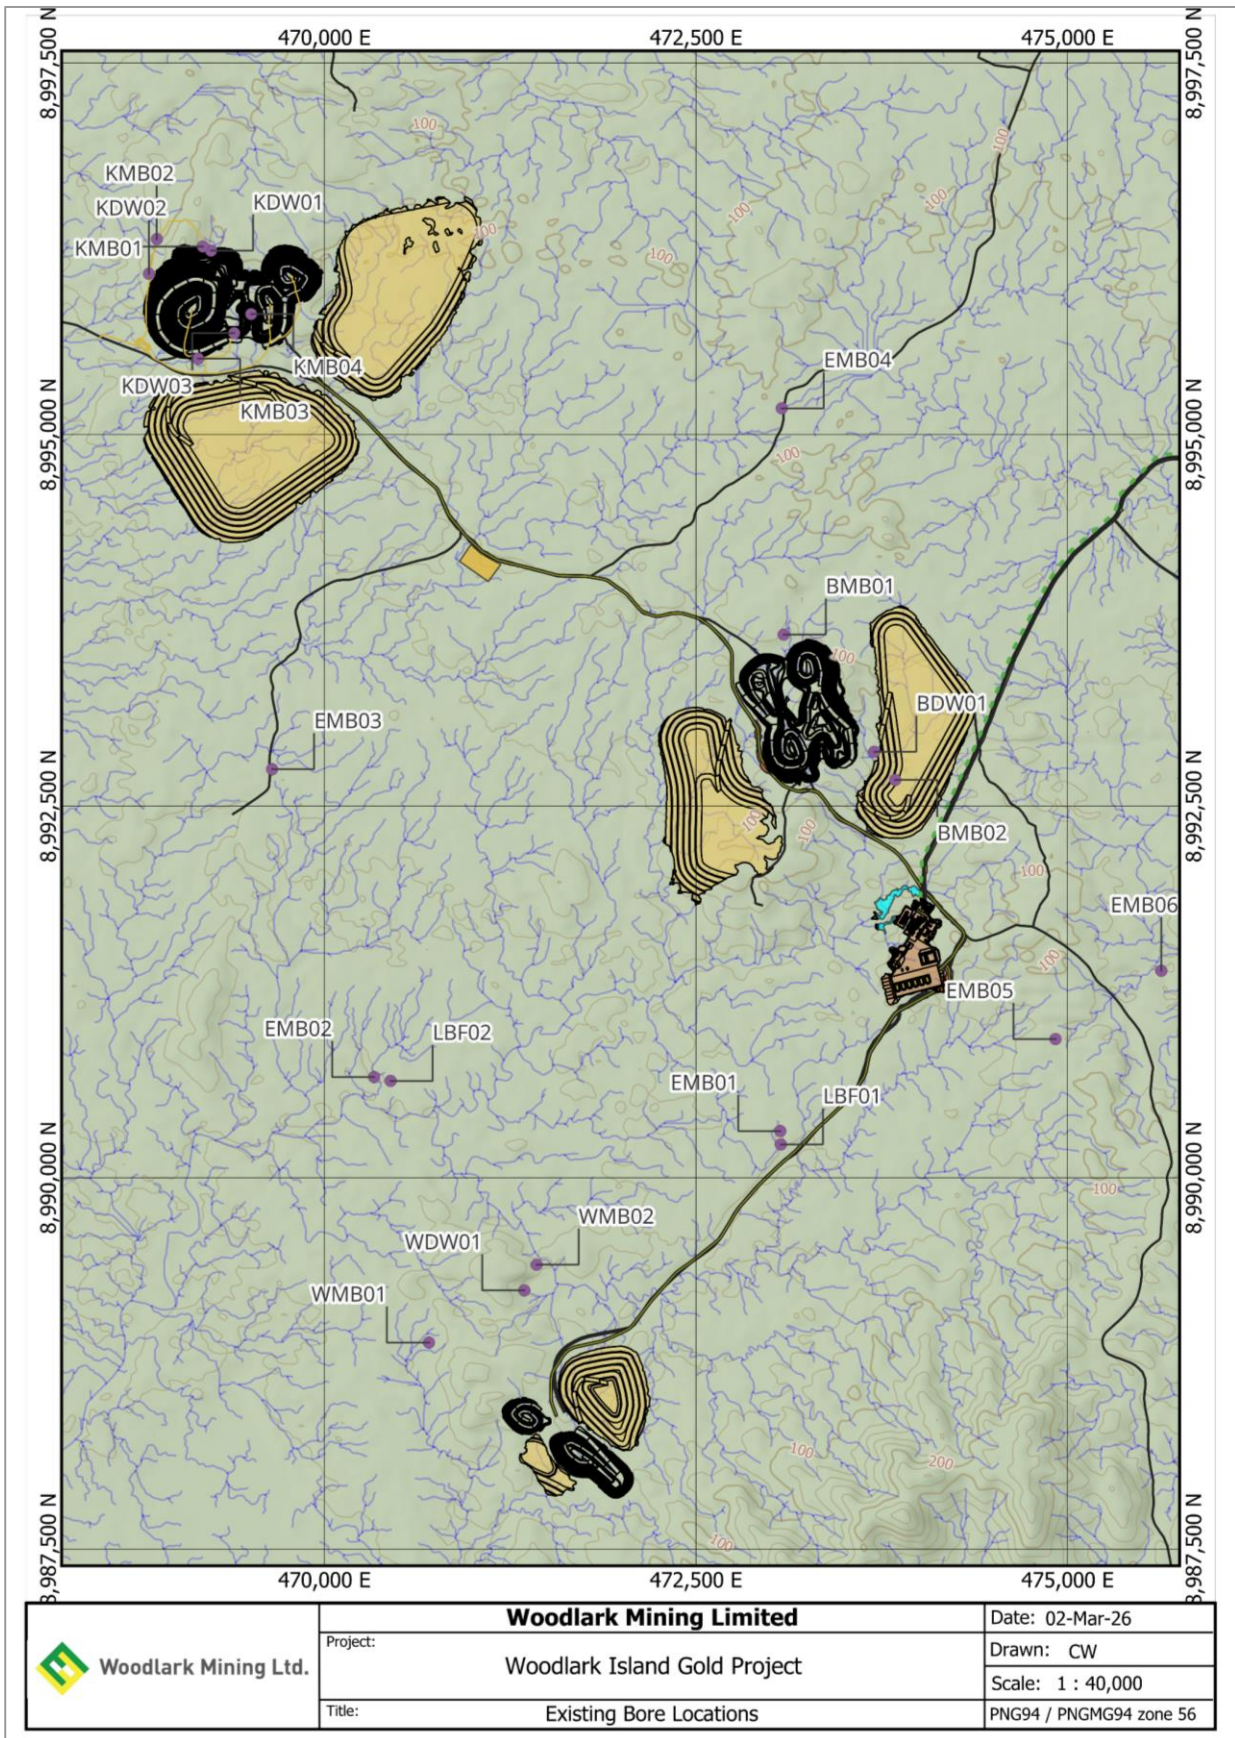 470,000 E
472,500 E
475,000 E
8,997,500 N
8,997,500 N
100
100
100
100
100
100
KMB02
KDW02
KDW01
KMB01
EMB04
KDW03
KMB04
KMB03
8,995,000 N
8,995,000 N
100
BMB01
100
BDW01
EMB03
8,992,500 N
8,992,500 N
100
100
BMB02
100
EMB06
100
EMB05
EMB02
LBF02
EMB01
LBF01
8,990,000 N
8,990,000 N
100
WMB02
WDW01
WMB01
100
200
100
8,987,500 N
8,987,500 N
470,000 E
472,500 E
475,000 E
Woodlark Mining Ltd.
Woodlark Mining Limited
Project:
Woodlark Island Gold Project
Title:
Existing Bore Locations
Date: 02-Mar-26
Drawn: CW
Scale: 1 : 40,000
PNG94 / PNGMG94 zone 56